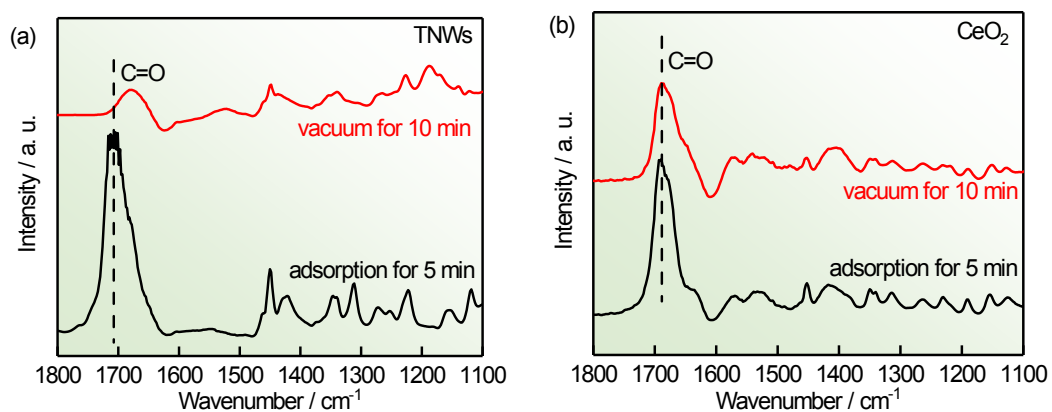 (a)
TNWs
C=O
vacuum for 10 min
adsorption for 5 min
Intensity / a. u.
1800 1700 1600 1500 1400 1300 1200 1100
Wavenumber / cm⁻¹
(b)
CeO₂
C=O
vacuum for 10 min
adsorption for 5 min
Intensity / a. u.
1800 1700 1600 1500 1400 1300 1200 1100
Wavenumber / cm⁻¹